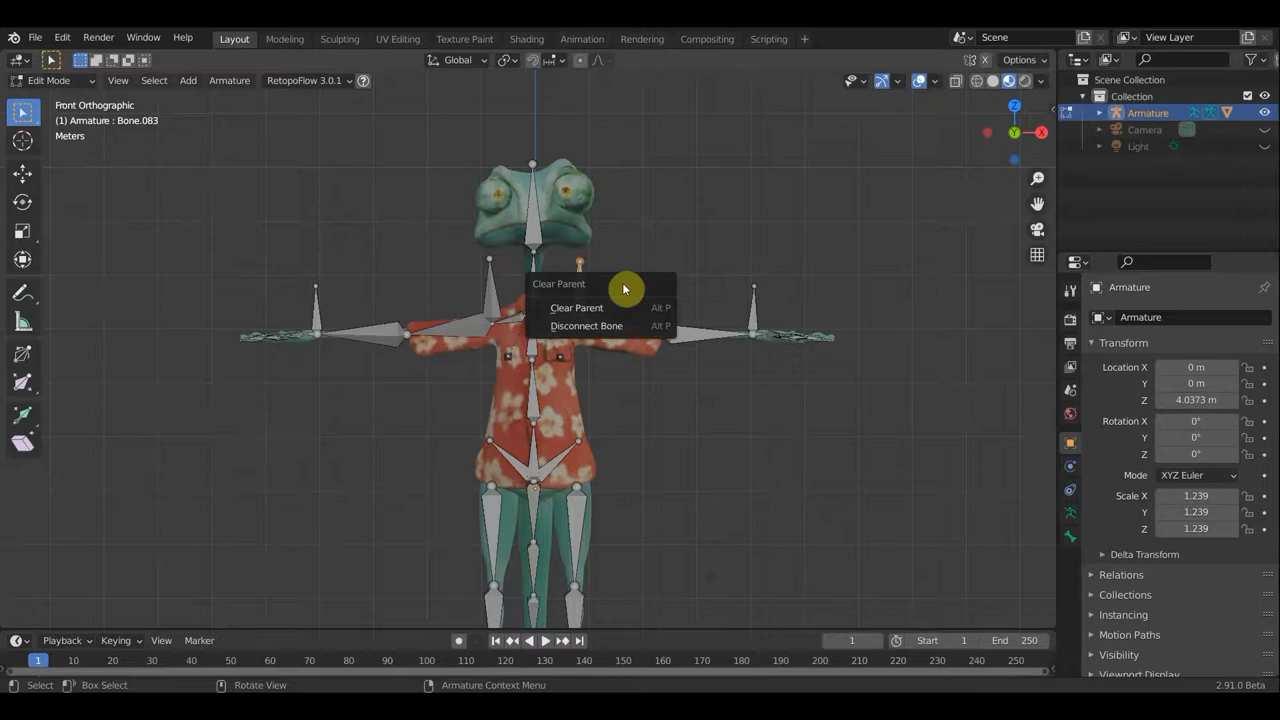 File Edit Render Window Help
Layout Modeling Sculpting UV Editing Texture Paint Shading Animation Rendering Compositing Scripting +
Scene
View Layer
Global
X
Options
Edit Mode View Select Add Armature RetopoFlow 3.0.1
Front Orthographic
(1) Armature : Bone.083
Meters
Z
Y
X
Clear Parent
Clear Parent Alt P
Disconnect Bone Alt P
Scene Collection
Collection
Armature
Camera
Light
Armature
Armature
Transform
Location X 0 m
Y 0 m
Z 4.0373 m
Rotation X 0°
Y 0°
Z 0°
Mode XYZ Euler
Scale X 1.239
Y 1.239
Z 1.239
Delta Transform
Relations
Collections
Instancing
Motion Paths
Visibility
Viewport Display
Playback Keying View Marker
1 Start 1 End 250
1 10 20 30 40 50 60 70 80 90 100 110 120 130 140 150 160 170 180 190 200 210 220 230 240 250
Select Box Select Rotate View Armature Context Menu 2.91.0 Beta